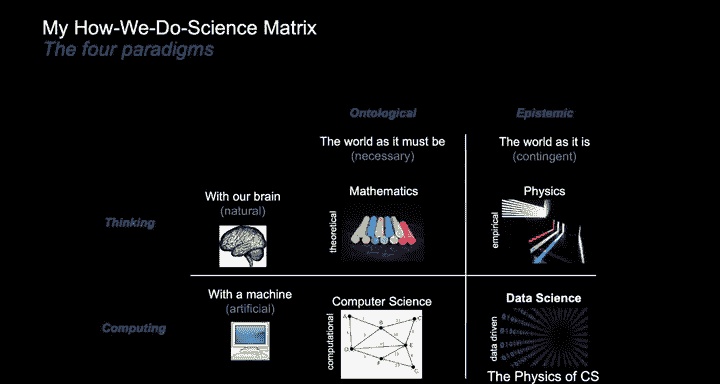 My How-We-Do-Science Matrix
The four paradigms
Ontological
Epistemic
The world as it must be
(necessary)
The world as it is
(contingent)
Thinking
With our brain
(natural)
Mathematics
theoretical
Physics
empirical
Computing
With a machine
(artificial)
Computer Science
computational
Data Science
data driven
The Physics of CS